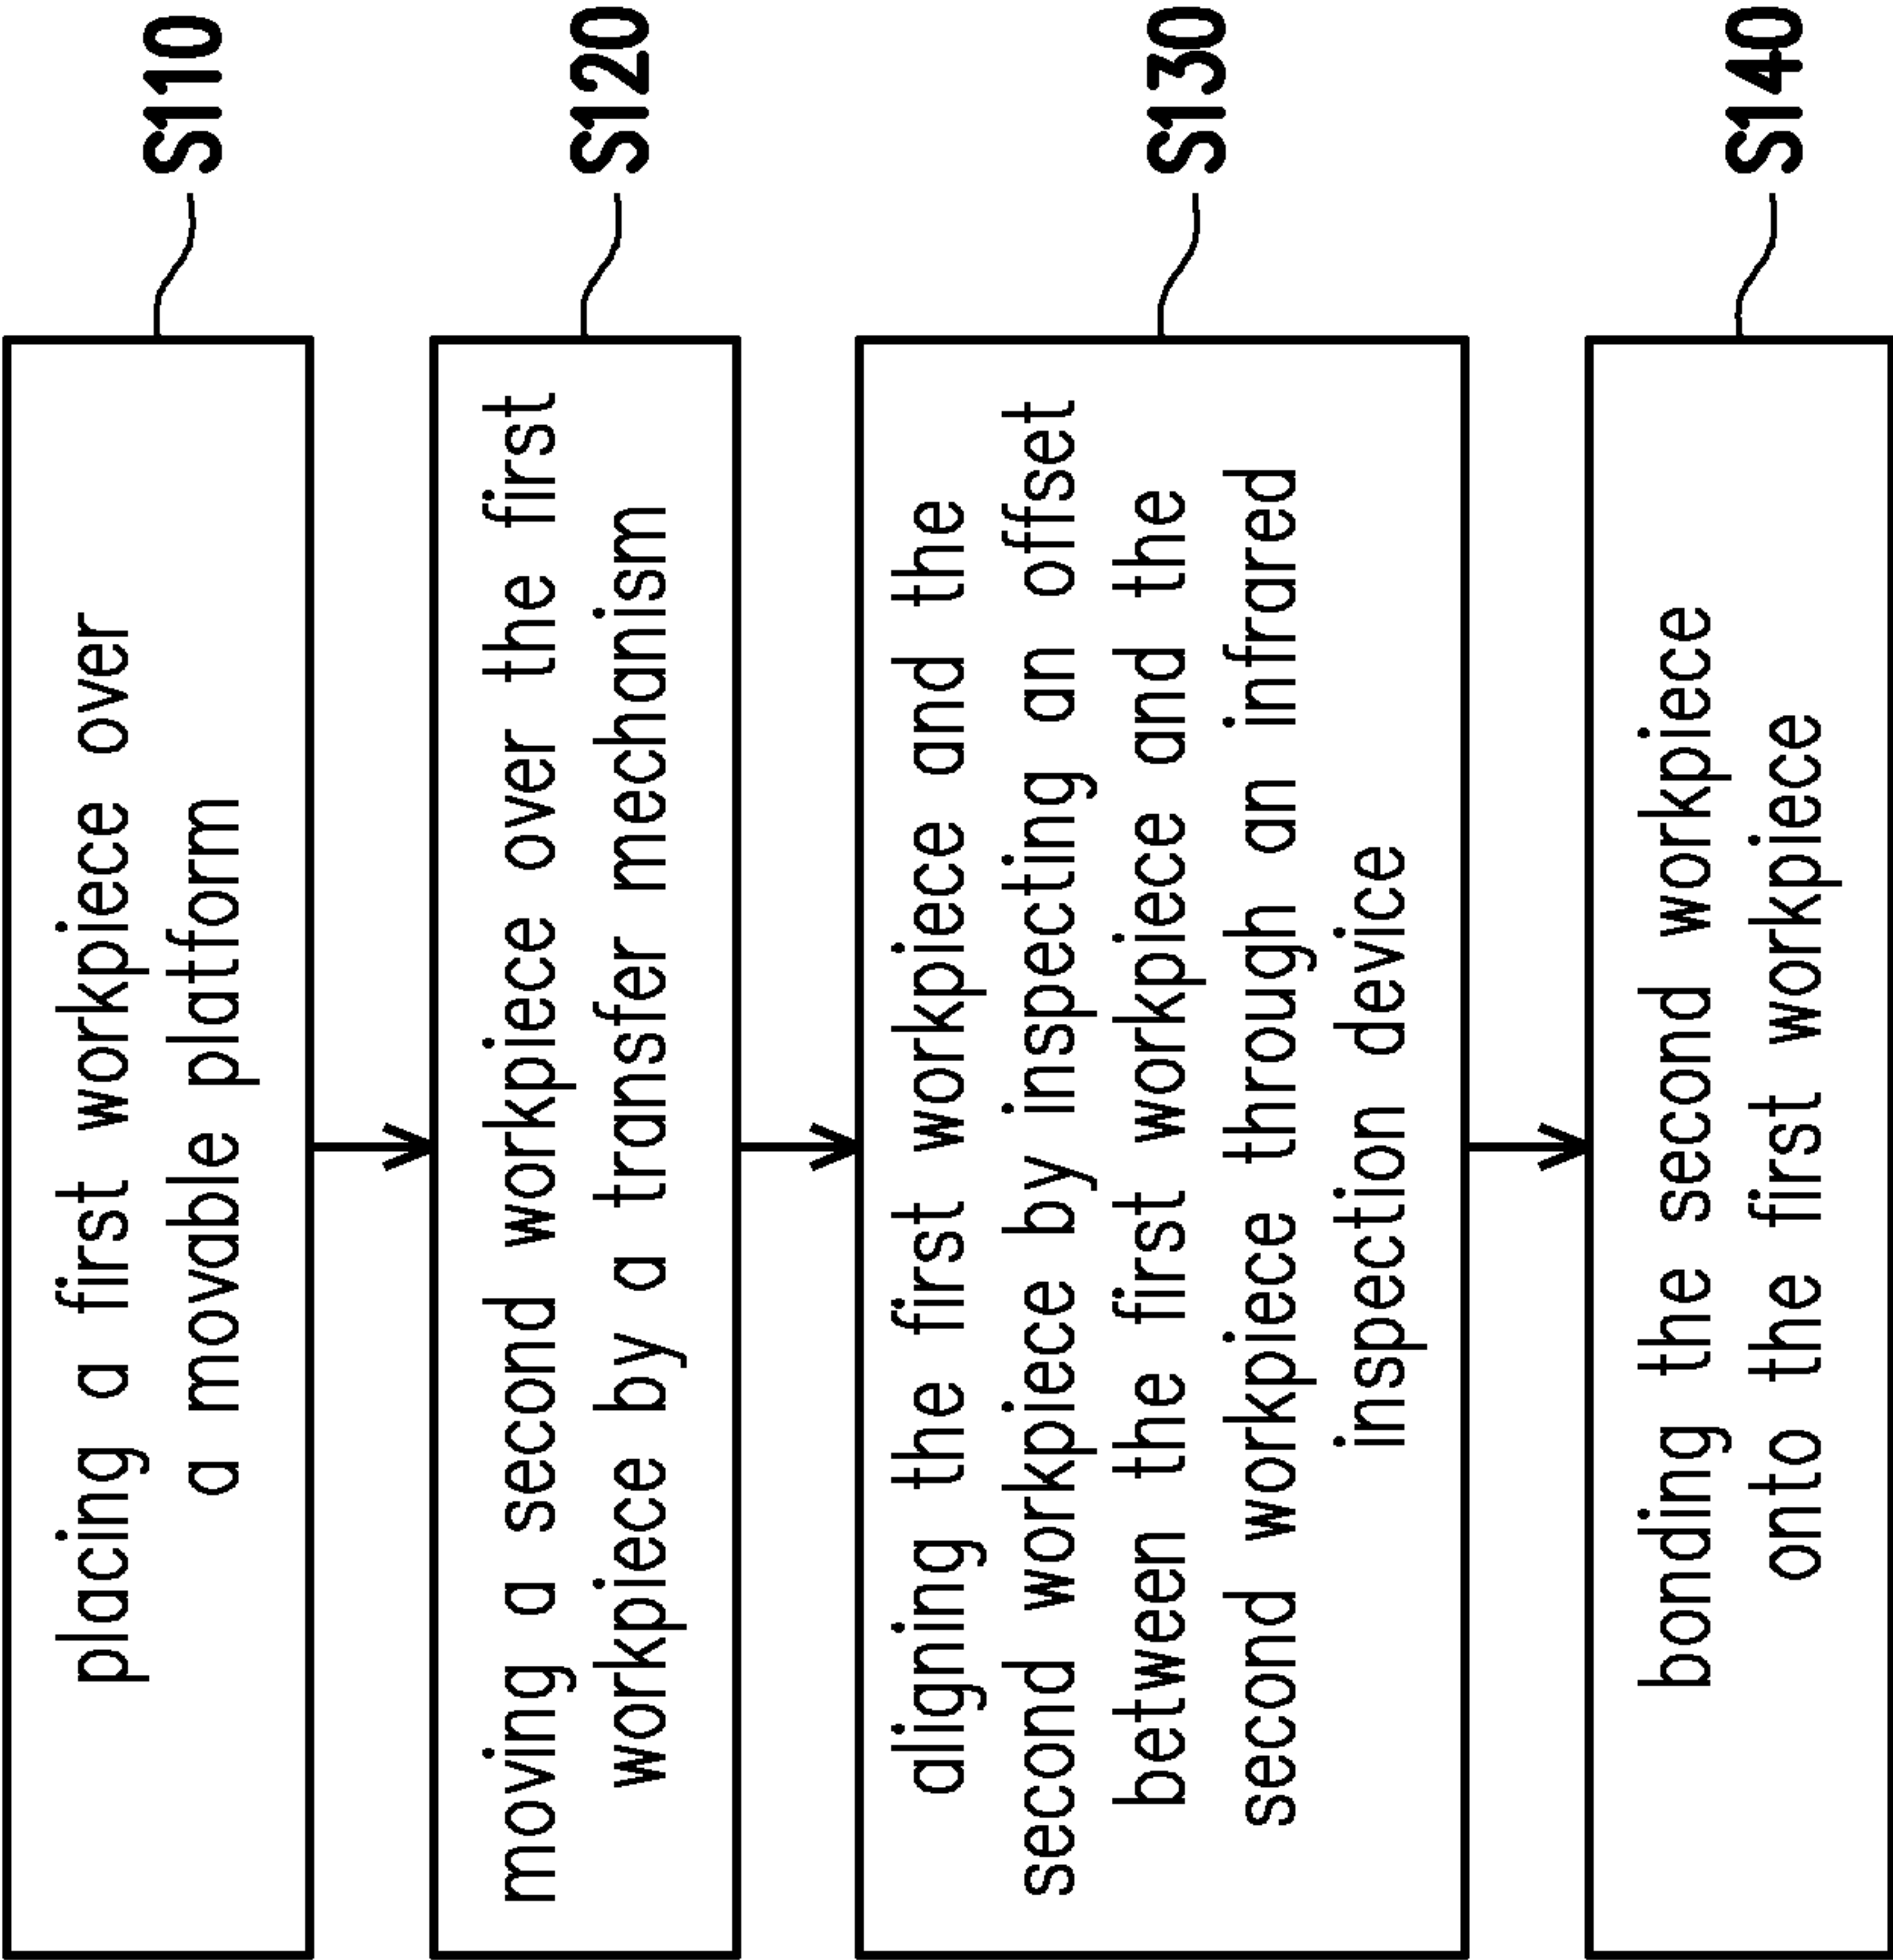 placing a first workpiece over
a movable platform
S110
moving a second workpiece over the first
workpiece by a transfer mechanism
S120
aligning the first workpiece and the
second workpiece by inspecting an offset
between the first workpiece and the
second workpiece through an infrared
inspection device
S130
bonding the second workpiece
onto the first workpiece
S140